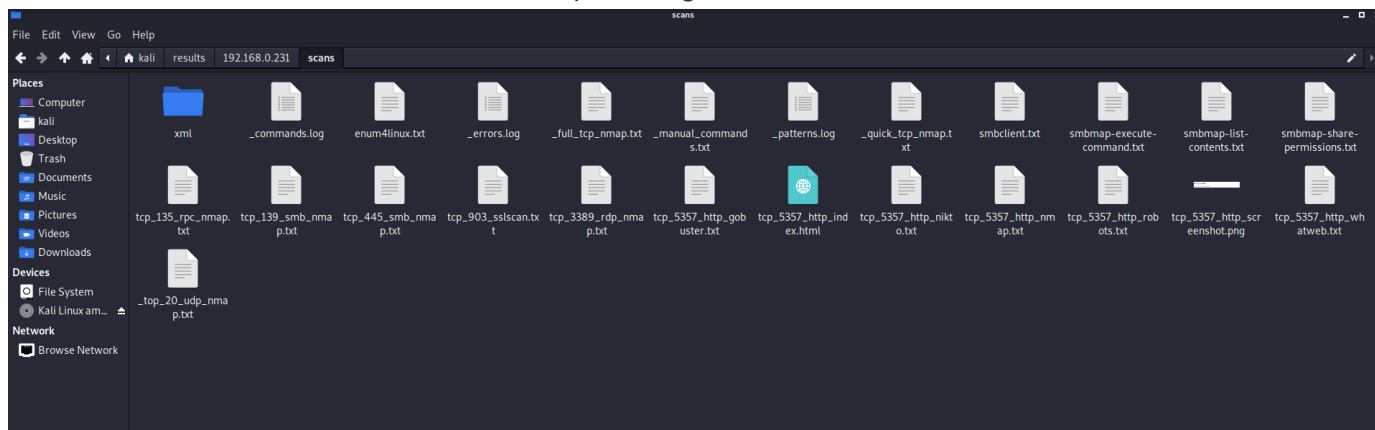 scans
File Edit View Go Help
kali results 192.168.0.231 scans
Places
Computer
kali
Desktop
Trash
Documents
Music
Pictures
Videos
Downloads
Devices
File System
Kali Linux am...
Network
Browse Network
xml
_commands.log
enum4linux.txt
_errors.log
_full_tcp_nmap.txt
_manual_command
s.txt
_patterns.log
_quick_tcp_nmap.t
xt
smbclient.txt
smbmap-execute-
command.txt
smbmap-list-
contents.txt
smbmap-share-
permissions.txt
tcp_135_rpc_nmap.
txt
tcp_139_smb_nma
p.txt
tcp_445_smb_nma
p.txt
tcp_903_sslscan.tx
t
tcp_3389_rdp_nma
p.txt
tcp_5357_http_gob
uster.txt
tcp_5357_http_ind
ex.html
tcp_5357_http_nikt
o.txt
tcp_5357_http_nm
ap.txt
tcp_5357_http_rob
ots.txt
tcp_5357_http_scr
eenshot.png
tcp_5357_http_wh
atweb.txt
_top_20_udp_nma
p.txt